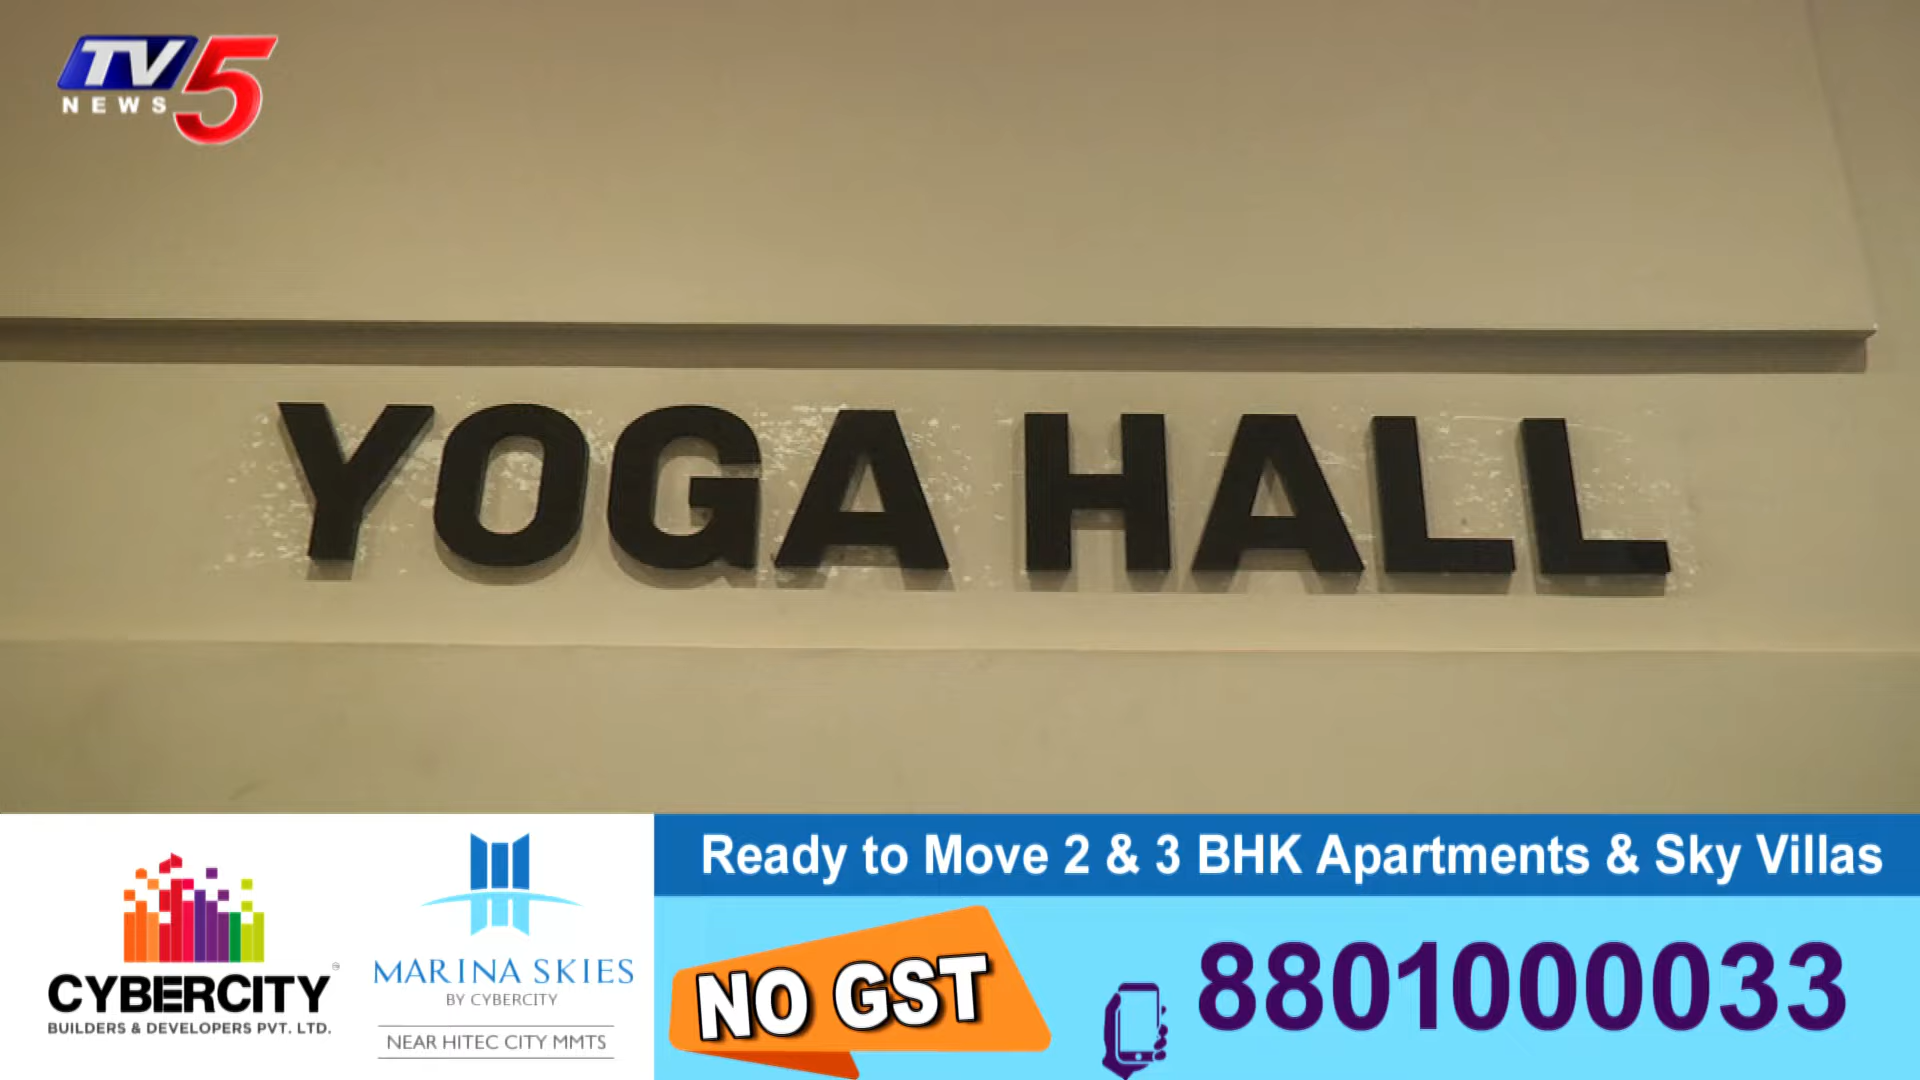 TV5
NEWS
YOGA HALL
CYBERCITY
BUILDERS & DEVELOPERS PVT. LTD.
MARINA SKIES
BY CYBERCITY
NEAR HITEC CITY MMTS
Ready to Move 2 & 3 BHK Apartments & Sky Villas
NO GST
8801000033